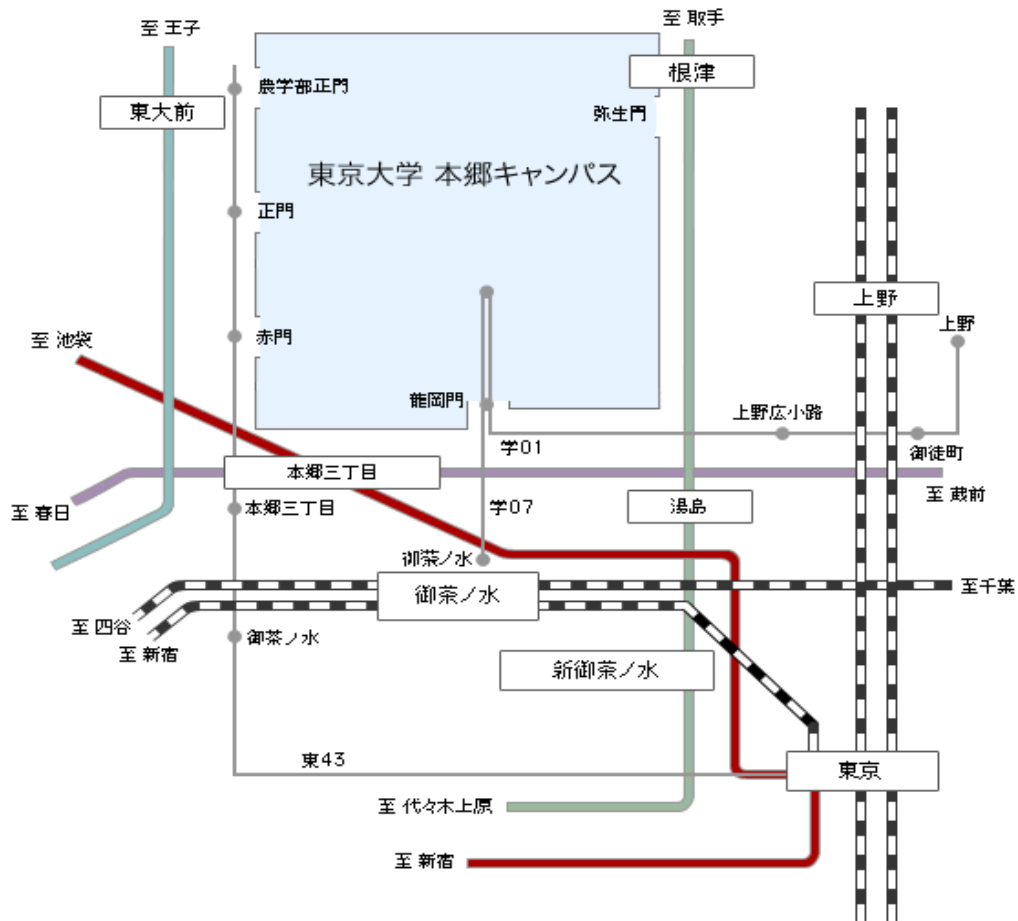 至 王子
至 取手
根津
農学部正門
東大前
弥生門
東京大学 本郷キャンパス
正門
上野
上野
赤門
至 池袋
龍岡門
上野広小路
学01
御徒町
本郷三丁目
至 蔵前
学07
湯島
本郷三丁目
至 春日
御茶ノ水
御茶ノ水
至千葉
至 四谷
御茶ノ水
至 新宿
新御茶ノ水
東43
東京
至 代々木上原
至 新宿